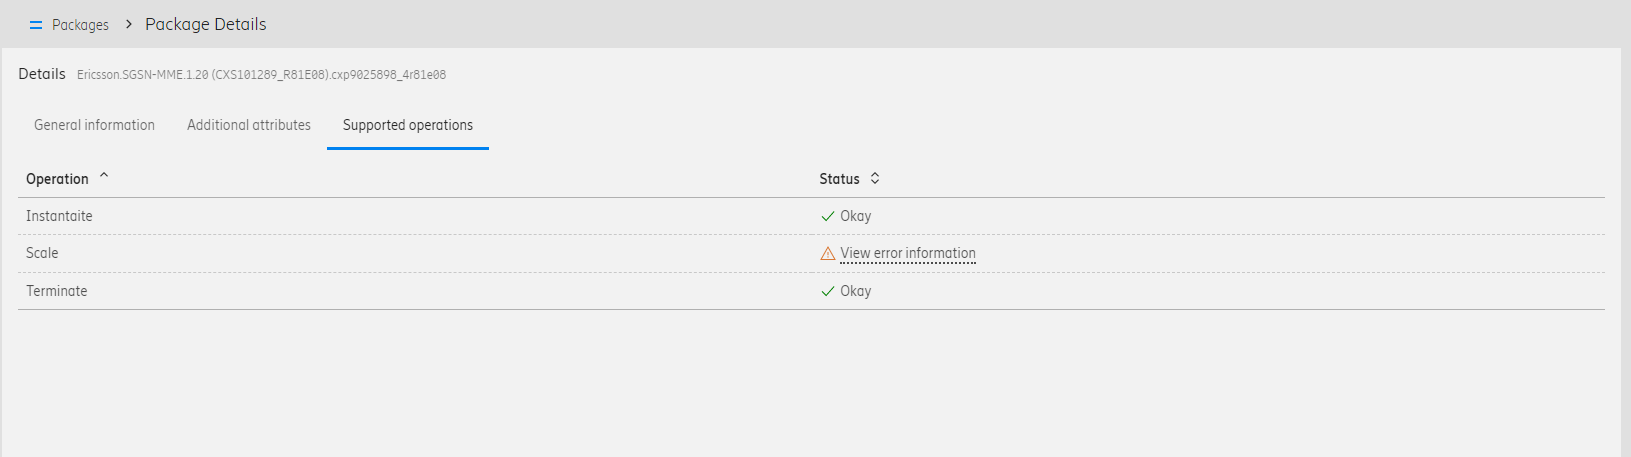 Packages > Package Details
Details Ericsson.SGSN-MME.1.20 (CXS101289_R81E08).cxp9025898_4r81e08
General information Additional attributes Supported operations
Operation Status
Instantaite Okay
Scale View error information
Terminate Okay